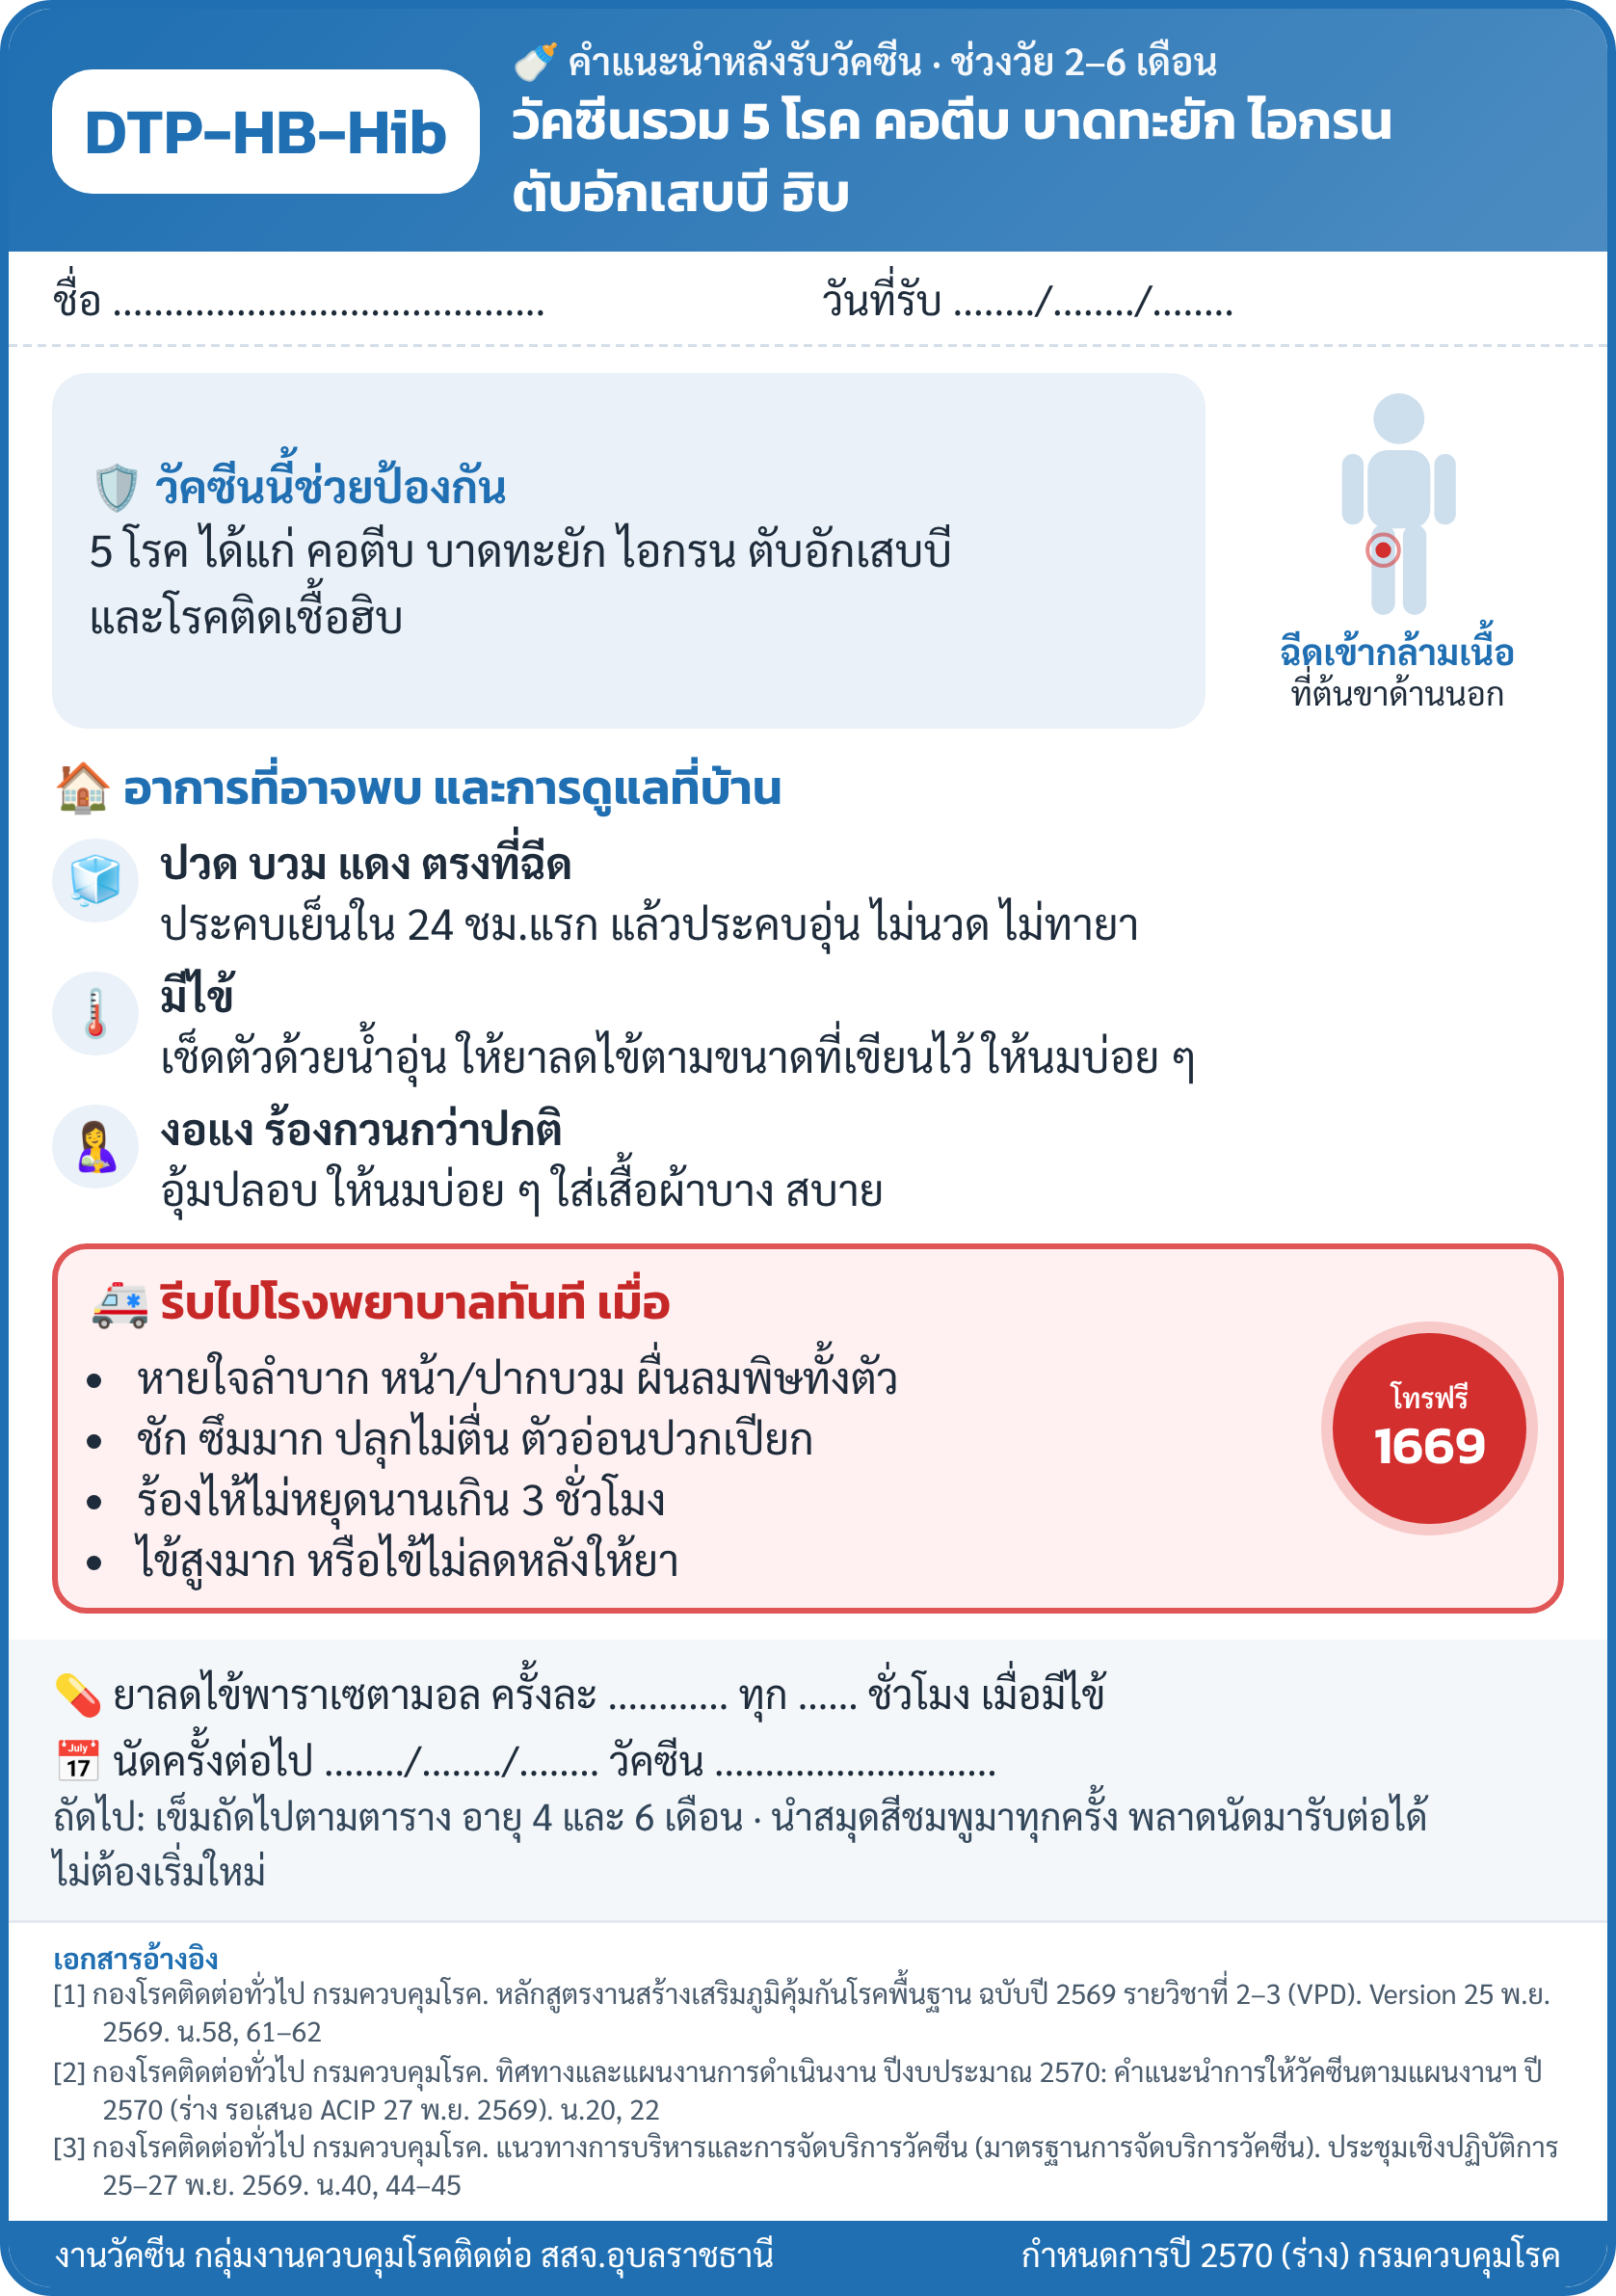 DTP-HB-Hib
คำแนะนำหลังรับวัคซีน · ช่วงวัย 2–6 เดือน
วัคซีนรวม 5 โรค คอตีบ บาดทะยัก ไอกรน
ตับอักเสบบี ฮิบ
ชื่อ ........................................... วันที่รับ ......../......../........
วัคซีนนี้ช่วยป้องกัน
5 โรค ได้แก่ คอตีบ บาดทะยัก ไอกรน ตับอักเสบบี
และโรคติดเชื้อฮิบ
ฉีดเข้ากล้ามเนื้อ
ที่ต้นขาด้านนอก
อาการที่อาจพบ และการดูแลที่บ้าน
ปวด บวม แดง ตรงที่ฉีด
ประคบเย็นใน 24 ชม.แรก แล้วประคบอุ่น ไม่นวด ไม่ทายา
มีไข้
เช็ดตัวด้วยน้ำอุ่น ให้ยาลดไข้ตามขนาดที่เขียนไว้ ให้นมบ่อย ๆ
งอแง ร้องกวนกว่าปกติ
อุ้มปลอบ ให้นมบ่อย ๆ ใส่เสื้อผ้าบาง สบาย
รีบไปโรงพยาบาลทันที เมื่อ
• หายใจลำบาก หน้า/ปากบวม ผื่นลมพิษทั้งตัว
• ชัก ซึมมาก ปลุกไม่ตื่น ตัวอ่อนปวกเปียก
• ร้องไห้ไม่หยุดนานเกิน 3 ชั่วโมง
• ไข้สูงมาก หรือไข้ไม่ลดหลังให้ยา
โทรฟรี
1669
ยาลดไข้พาราเซตามอล ครั้งละ ............ ทุก ...... ชั่วโมง เมื่อมีไข้
July
17
นัดครั้งต่อไป ......../......../........ วัคซีน ............................
ถัดไป: เข็มถัดไปตามตาราง อายุ 4 และ 6 เดือน · นำสมุดสีชมพูมาทุกครั้ง พลาดนัดมารับต่อได้
ไม่ต้องเริ่มใหม่
เอกสารอ้างอิง
[1] กองโรคติดต่อทั่วไป กรมควบคุมโรค. หลักสูตรงานสร้างเสริมภูมิคุ้มกันโรคพื้นฐาน ฉบับปี 2569 รายวิชาที่ 2–3 (VPD). Version 25 พ.ย.
2569. น.58, 61–62
[2] กองโรคติดต่อทั่วไป กรมควบคุมโรค. ทิศทางและแผนงานการดำเนินงาน ปีงบประมาณ 2570: คำแนะนำการให้วัคซีนตามแผนงานฯ ปี
2570 (ร่าง รอเสนอ ACIP 27 พ.ย. 2569). น.20, 22
[3] กองโรคติดต่อทั่วไป กรมควบคุมโรค. แนวทางการบริหารและการจัดบริการวัคซีน (มาตรฐานการจัดบริการวัคซีน). ประชุมเชิงปฏิบัติการ
25–27 พ.ย. 2569. น.40, 44–45
งานวัคซีน กลุ่มงานควบคุมโรคติดต่อ สสจ.อุบลราชธานี กำหนดการปี 2570 (ร่าง) กรมควบคุมโรค